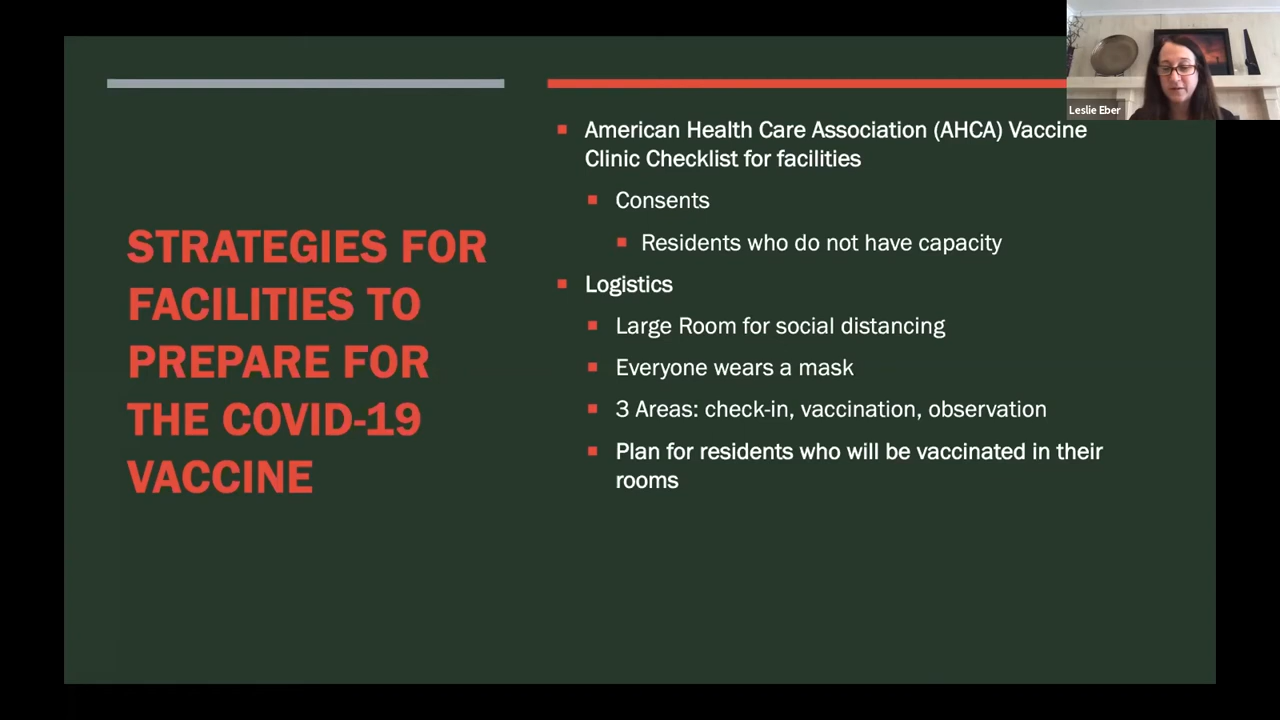 STRATEGIES FOR
FACILITIES TO
PREPARE FOR
THE COVID-19
VACCINE
American Health Care Association (AHCA) Vaccine
Clinic Checklist for facilities
Consents
Residents who do not have capacity
Logistics
Large Room for social distancing
Everyone wears a mask
3 Areas: check-in, vaccination, observation
Plan for residents who will be vaccinated in their
rooms
Leslie Eber